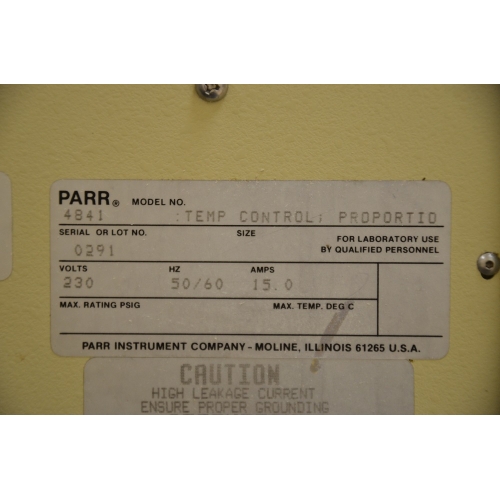 PARR® MODEL NO.
4841 :TEMP CONTROL; PROPORTIO
SERIAL OR LOT NO. SIZE FOR LABORATORY USE
0291 BY QUALIFIED PERSONNEL
VOLTS HZ AMPS
230 50/60 15.0
MAX. RATING PSIG MAX. TEMP. DEG C
PARR INSTRUMENT COMPANY - MOLINE, ILLINOIS 61265 U.S.A.
CAUTION
HIGH LEAKAGE CURRENT
ENSURE PROPER GROUNDING